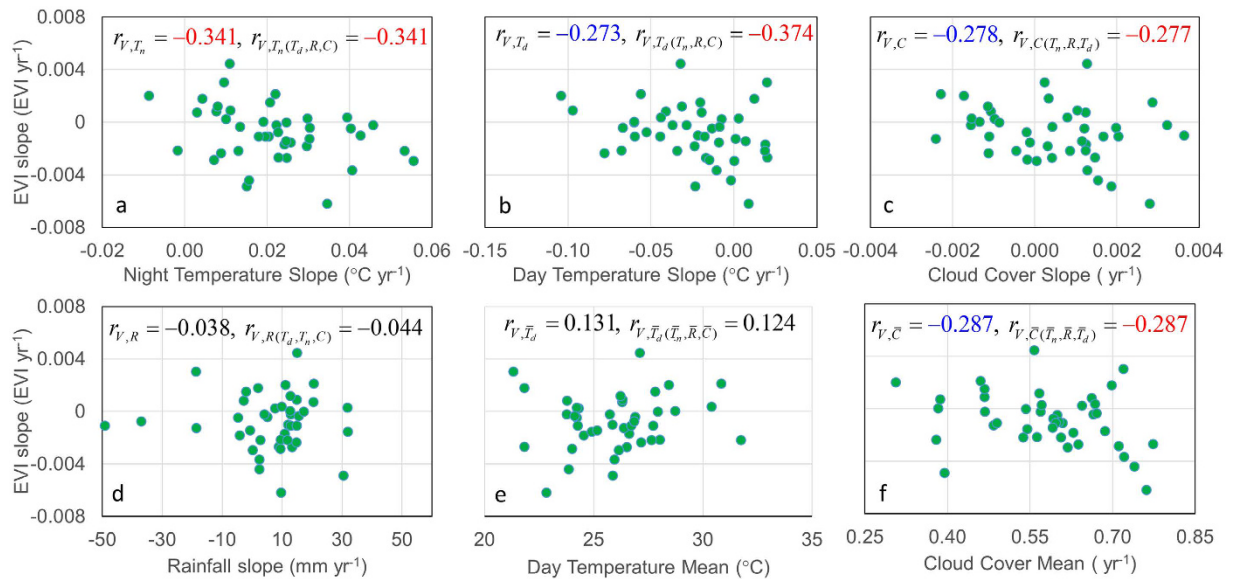 r_{V,T_n} = −0.341, r_{V,T_n(T_d,R,C)} = −0.341
r_{V,T_d} = −0.273, r_{V,T_d(T_n,R,C)} = −0.374
r_{V,C} = −0.278, r_{V,C(T_n,R,T_d)} = −0.277
EVI slope (EVI yr⁻¹)
0.008
0.004
0
-0.004
-0.008
a
b
c
-0.02 0.00 0.02 0.04 0.06
-0.15 -0.10 -0.05 0.00 0.05
-0.004 -0.002 0.000 0.002 0.004
Night Temperature Slope (°C yr⁻¹)
Day Temperature Slope (°C yr⁻¹)
Cloud Cover Slope ( yr⁻¹)
r_{V,R} = −0.038, r_{V,R(T_d,T_n,C)} = −0.044
r_{V,T̄_d} = 0.131, r_{V,T̄_d(T̄_n,R̄,C̄)} = 0.124
r_{V,C̄} = −0.287, r_{V,C̄(T̄_n,R̄,T̄_d)} = −0.287
EVI slope (EVI yr⁻¹)
0.008
0.004
0
-0.004
-0.008
d
e
f
-50 -30 -10 10 30 50
20 25 30 35
0.25 0.40 0.55 0.70 0.85
Rainfall slope (mm yr⁻¹)
Day Temperature Mean (°C)
Cloud Cover Mean ( yr⁻¹)